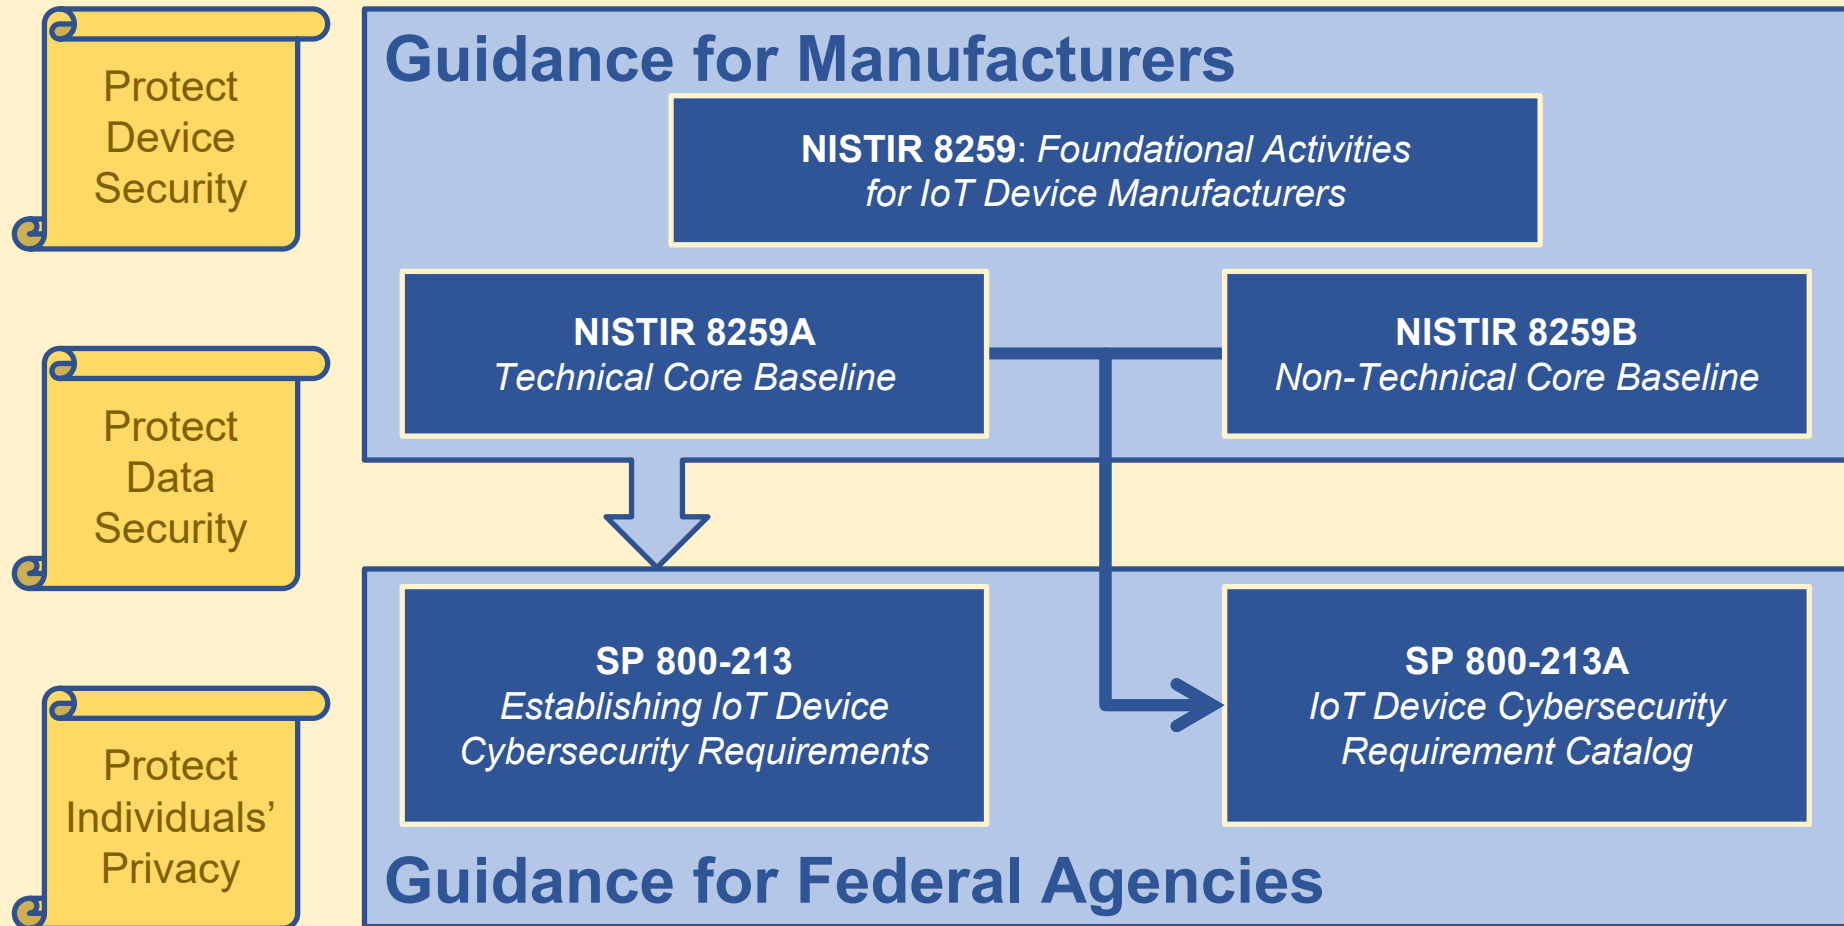 Protect
Device
Security
Protect
Data
Security
Protect
Individuals’
Privacy
Guidance for Manufacturers
NISTIR 8259: Foundational Activities
for IoT Device Manufacturers
NISTIR 8259A
Technical Core Baseline
NISTIR 8259B
Non-Technical Core Baseline
SP 800-213
Establishing IoT Device
Cybersecurity Requirements
SP 800-213A
IoT Device Cybersecurity
Requirement Catalog
Guidance for Federal Agencies